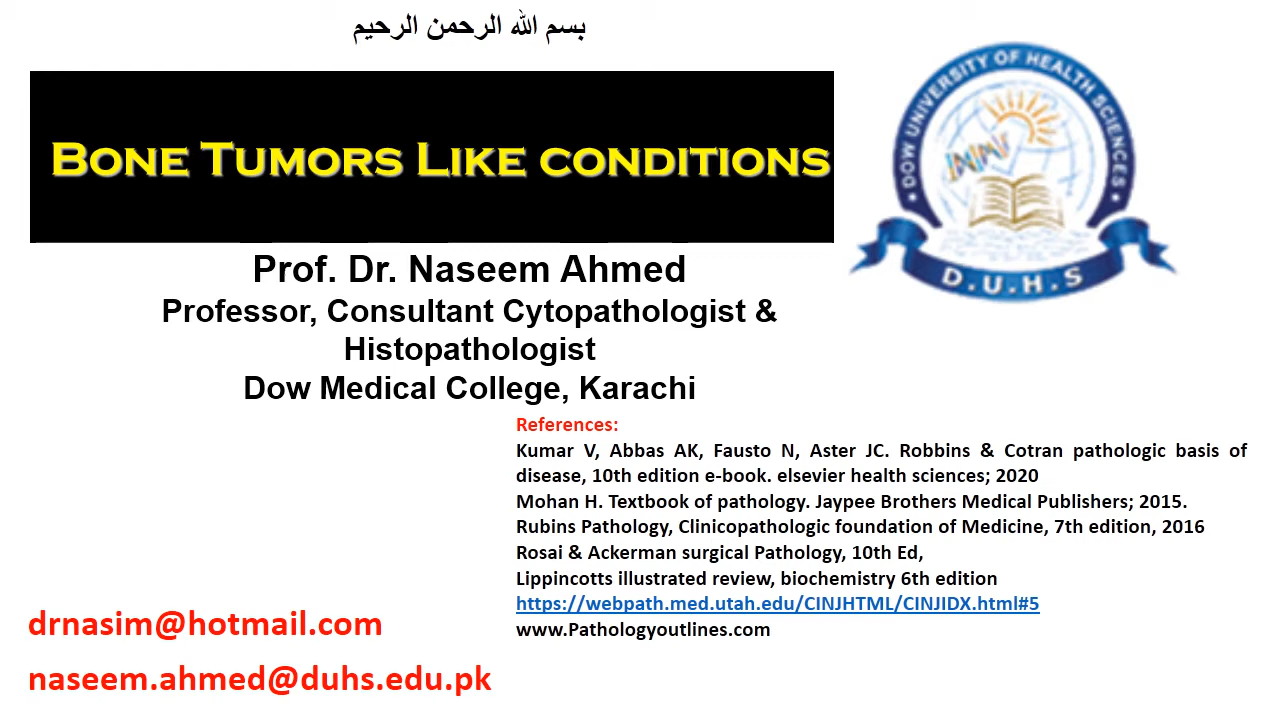 بسم الله الرحمن الرحيم
BONE TUMORS LIKE CONDITIONS
DOW UNIVERSITY OF HEALTH SCIENCES
D.U.H.S
Prof. Dr. Naseem Ahmed
Professor, Consultant Cytopathologist &
Histopathologist
Dow Medical College, Karachi
References:
Kumar V, Abbas AK, Fausto N, Aster JC. Robbins & Cotran pathologic basis of
disease, 10th edition e-book. elsevier health sciences; 2020
Mohan H. Textbook of pathology. Jaypee Brothers Medical Publishers; 2015.
Rubins Pathology, Clinicopathologic foundation of Medicine, 7th edition, 2016
Rosai & Ackerman surgical Pathology, 10th Ed,
Lippincotts illustrated review, biochemistry 6th edition
https://webpath.med.utah.edu/CINJHTML/CINJIDX.html#5
www.Pathologyoutlines.com
drnasim@hotmail.com
naseem.ahmed@duhs.edu.pk